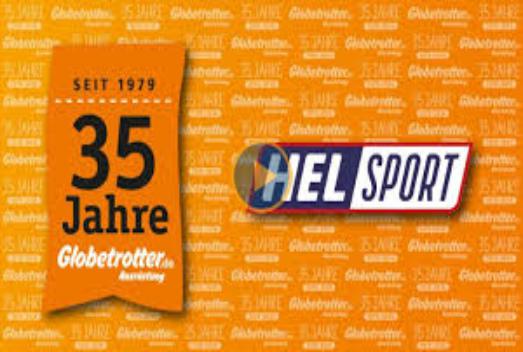 SEIT 1979
35
Jahre
Globetrotter.de
Ausrüstung
HELSPORT